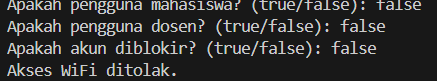 Apakah pengguna mahasiswa? (true/false): false
Apakah pengguna dosen? (true/false): false
Apakah akun diblokir? (true/false): false
Akses WiFi ditolak.